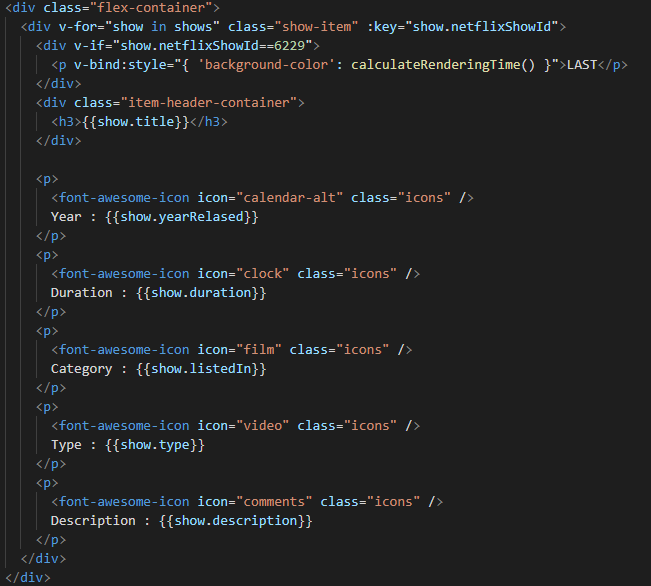 <div class="flex-container">
<div v-for="show in shows" class="show-item" :key="show.netflixShowId">
<div v-if="show.netflixShowId==6229">
<p v-bind:style="{ 'background-color': calculateRenderingTime() }">LAST</p>
</div>
<div class="item-header-container">
<h3>{{show.title}}</h3>
</div>
<p>
<font-awesome-icon icon="calendar-alt" class="icons" />
Year : {{show.yearRelased}}
</p>
<p>
<font-awesome-icon icon="clock" class="icons" />
Duration : {{show.duration}}
</p>
<p>
<font-awesome-icon icon="film" class="icons" />
Category : {{show.listedIn}}
</p>
<p>
<font-awesome-icon icon="video" class="icons" />
Type : {{show.type}}
</p>
<p>
<font-awesome-icon icon="comments" class="icons" />
Description : {{show.description}}
</p>
</div>
</div>